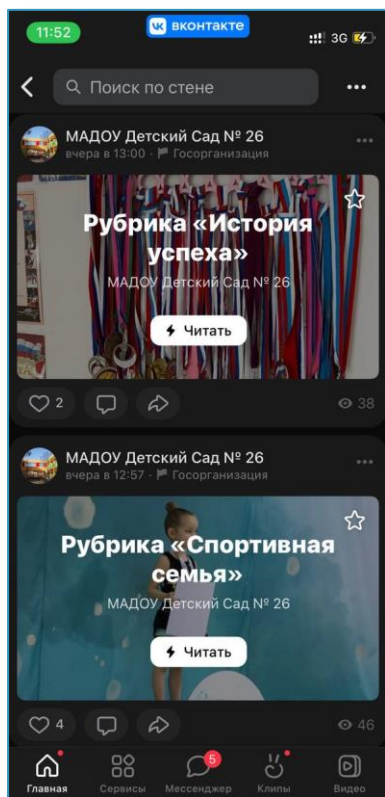 11:52
вконтакте
3G
Поиск по стене
МАДОУ Детский Сад № 26
вчера в 13:00 · Госорганизация
Рубрика «История
успеха»
МАДОУ Детский Сад № 26
Читать
2
38
МАДОУ Детский Сад № 26
вчера в 12:57 · Госорганизация
Рубрика «Спортивная
семья»
МАДОУ Детский Сад № 26
Читать
4
46
5
Главная Сервисы Мессенджер Клипы Видео